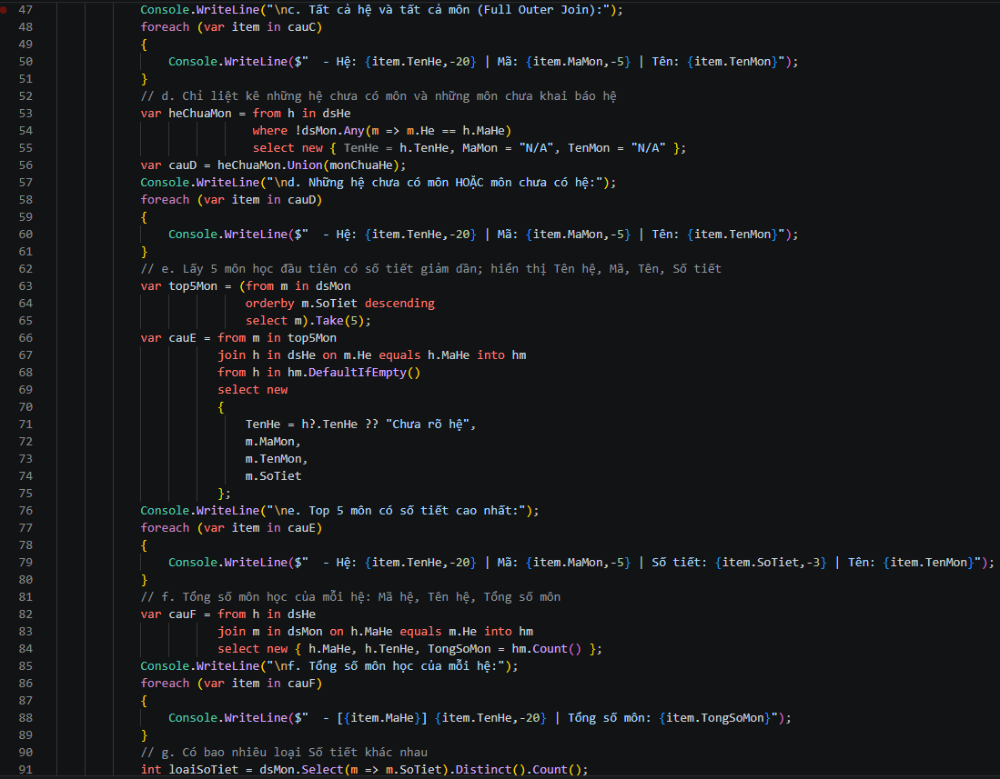 47 Console.WriteLine("\nc. Tất cả hệ và tất cả môn (Full Outer Join):");
48 foreach (var item in cauC)
49 {
50 Console.WriteLine($"  - Hệ: {item.TenHe,-20} | Mã: {item.MaMon,-5} | Tên: {item.TenMon}");
51 }
52 // d. Chỉ liệt kê những hệ chưa có môn và những môn chưa khai báo hệ
53 var heChuaMon = from h in dsHe
54 where !dsMon.Any(m => m.He == h.MaHe)
55 select new { TenHe = h.TenHe, MaMon = "N/A", TenMon = "N/A" };
56 var cauD = heChuaMon.Union(monChuaHe);
57 Console.WriteLine("\nd. Những hệ chưa có môn HOẶC môn chưa có hệ:");
58 foreach (var item in cauD)
59 {
60 Console.WriteLine($"  - Hệ: {item.TenHe,-20} | Mã: {item.MaMon,-5} | Tên: {item.TenMon}");
61 }
62 // e. Lấy 5 môn học đầu tiên có số tiết giảm dần; hiển thị Tên hệ, Mã, Tên, Số tiết
63 var top5Mon = (from m in dsMon
64 orderby m.SoTiet descending
65 select m).Take(5);
66 var cauE = from m in top5Mon
67 join h in dsHe on m.He equals h.MaHe into hm
68 from h in hm.DefaultIfEmpty()
69 select new
70 {
71 TenHe = h?.TenHe ?? "Chưa rõ hệ",
72 m.MaMon,
73 m.TenMon,
74 m.SoTiet
75 };
76 Console.WriteLine("\ne. Top 5 môn có số tiết cao nhất:");
77 foreach (var item in cauE)
78 {
79 Console.WriteLine($"  - Hệ: {item.TenHe,-20} | Mã: {item.MaMon,-5} | Số tiết: {item.SoTiet,-3} | Tên: {item.TenMon}");
80 }
81 // f. Tổng số môn học của mỗi hệ: Mã hệ, Tên hệ, Tổng số môn
82 var cauF = from h in dsHe
83 join m in dsMon on h.MaHe equals m.He into hm
84 select new { h.MaHe, h.TenHe, TongSoMon = hm.Count() };
85 Console.WriteLine("\nf. Tổng số môn học của mỗi hệ:");
86 foreach (var item in cauF)
87 {
88 Console.WriteLine($"  - [{item.MaHe}] {item.TenHe,-20} | Tổng số môn: {item.TongSoMon}");
89 }
90 // g. Có bao nhiêu loại Số tiết khác nhau
91 int loaiSoTiet = dsMon.Select(m => m.SoTiet).Distinct().Count();